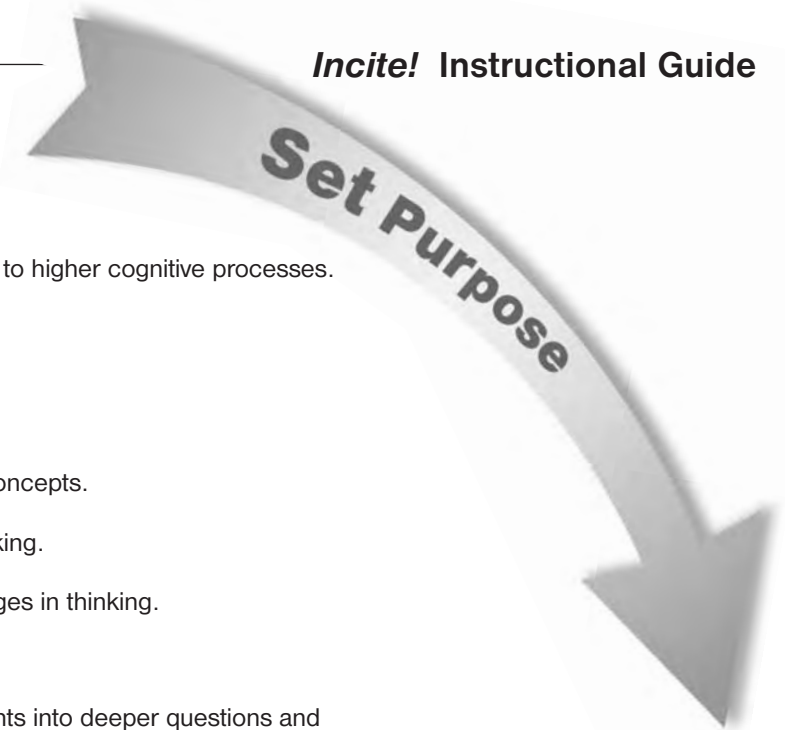 Incite! Instructional Guide
Set Purpose
to higher cognitive processes.
oncepts.
king.
ges in thinking.
nts into deeper questions and